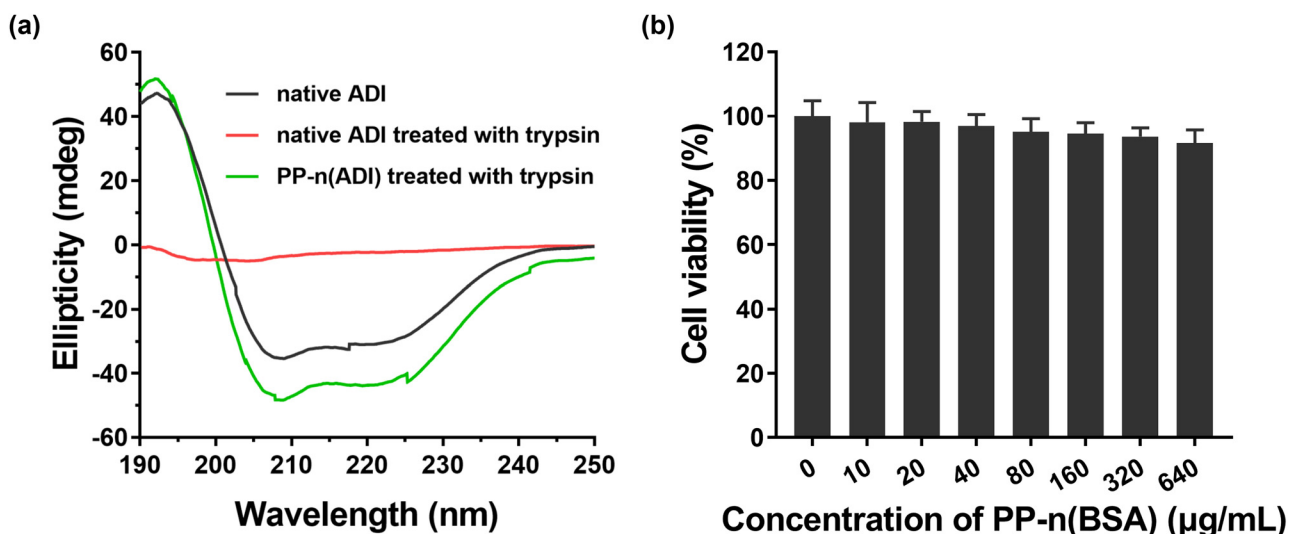 (a)
60
40
20
0
-20
-40
-60
Ellipticity (mdeg)
native ADI
native ADI treated with trypsin
PP-n(ADI) treated with trypsin
190 200 210 220 230 240 250
Wavelength (nm)
(b)
120
100
80
60
40
20
0
Cell viability (%)
0 10 20 40 80 160 320 640
Concentration of PP-n(BSA) (μg/mL)